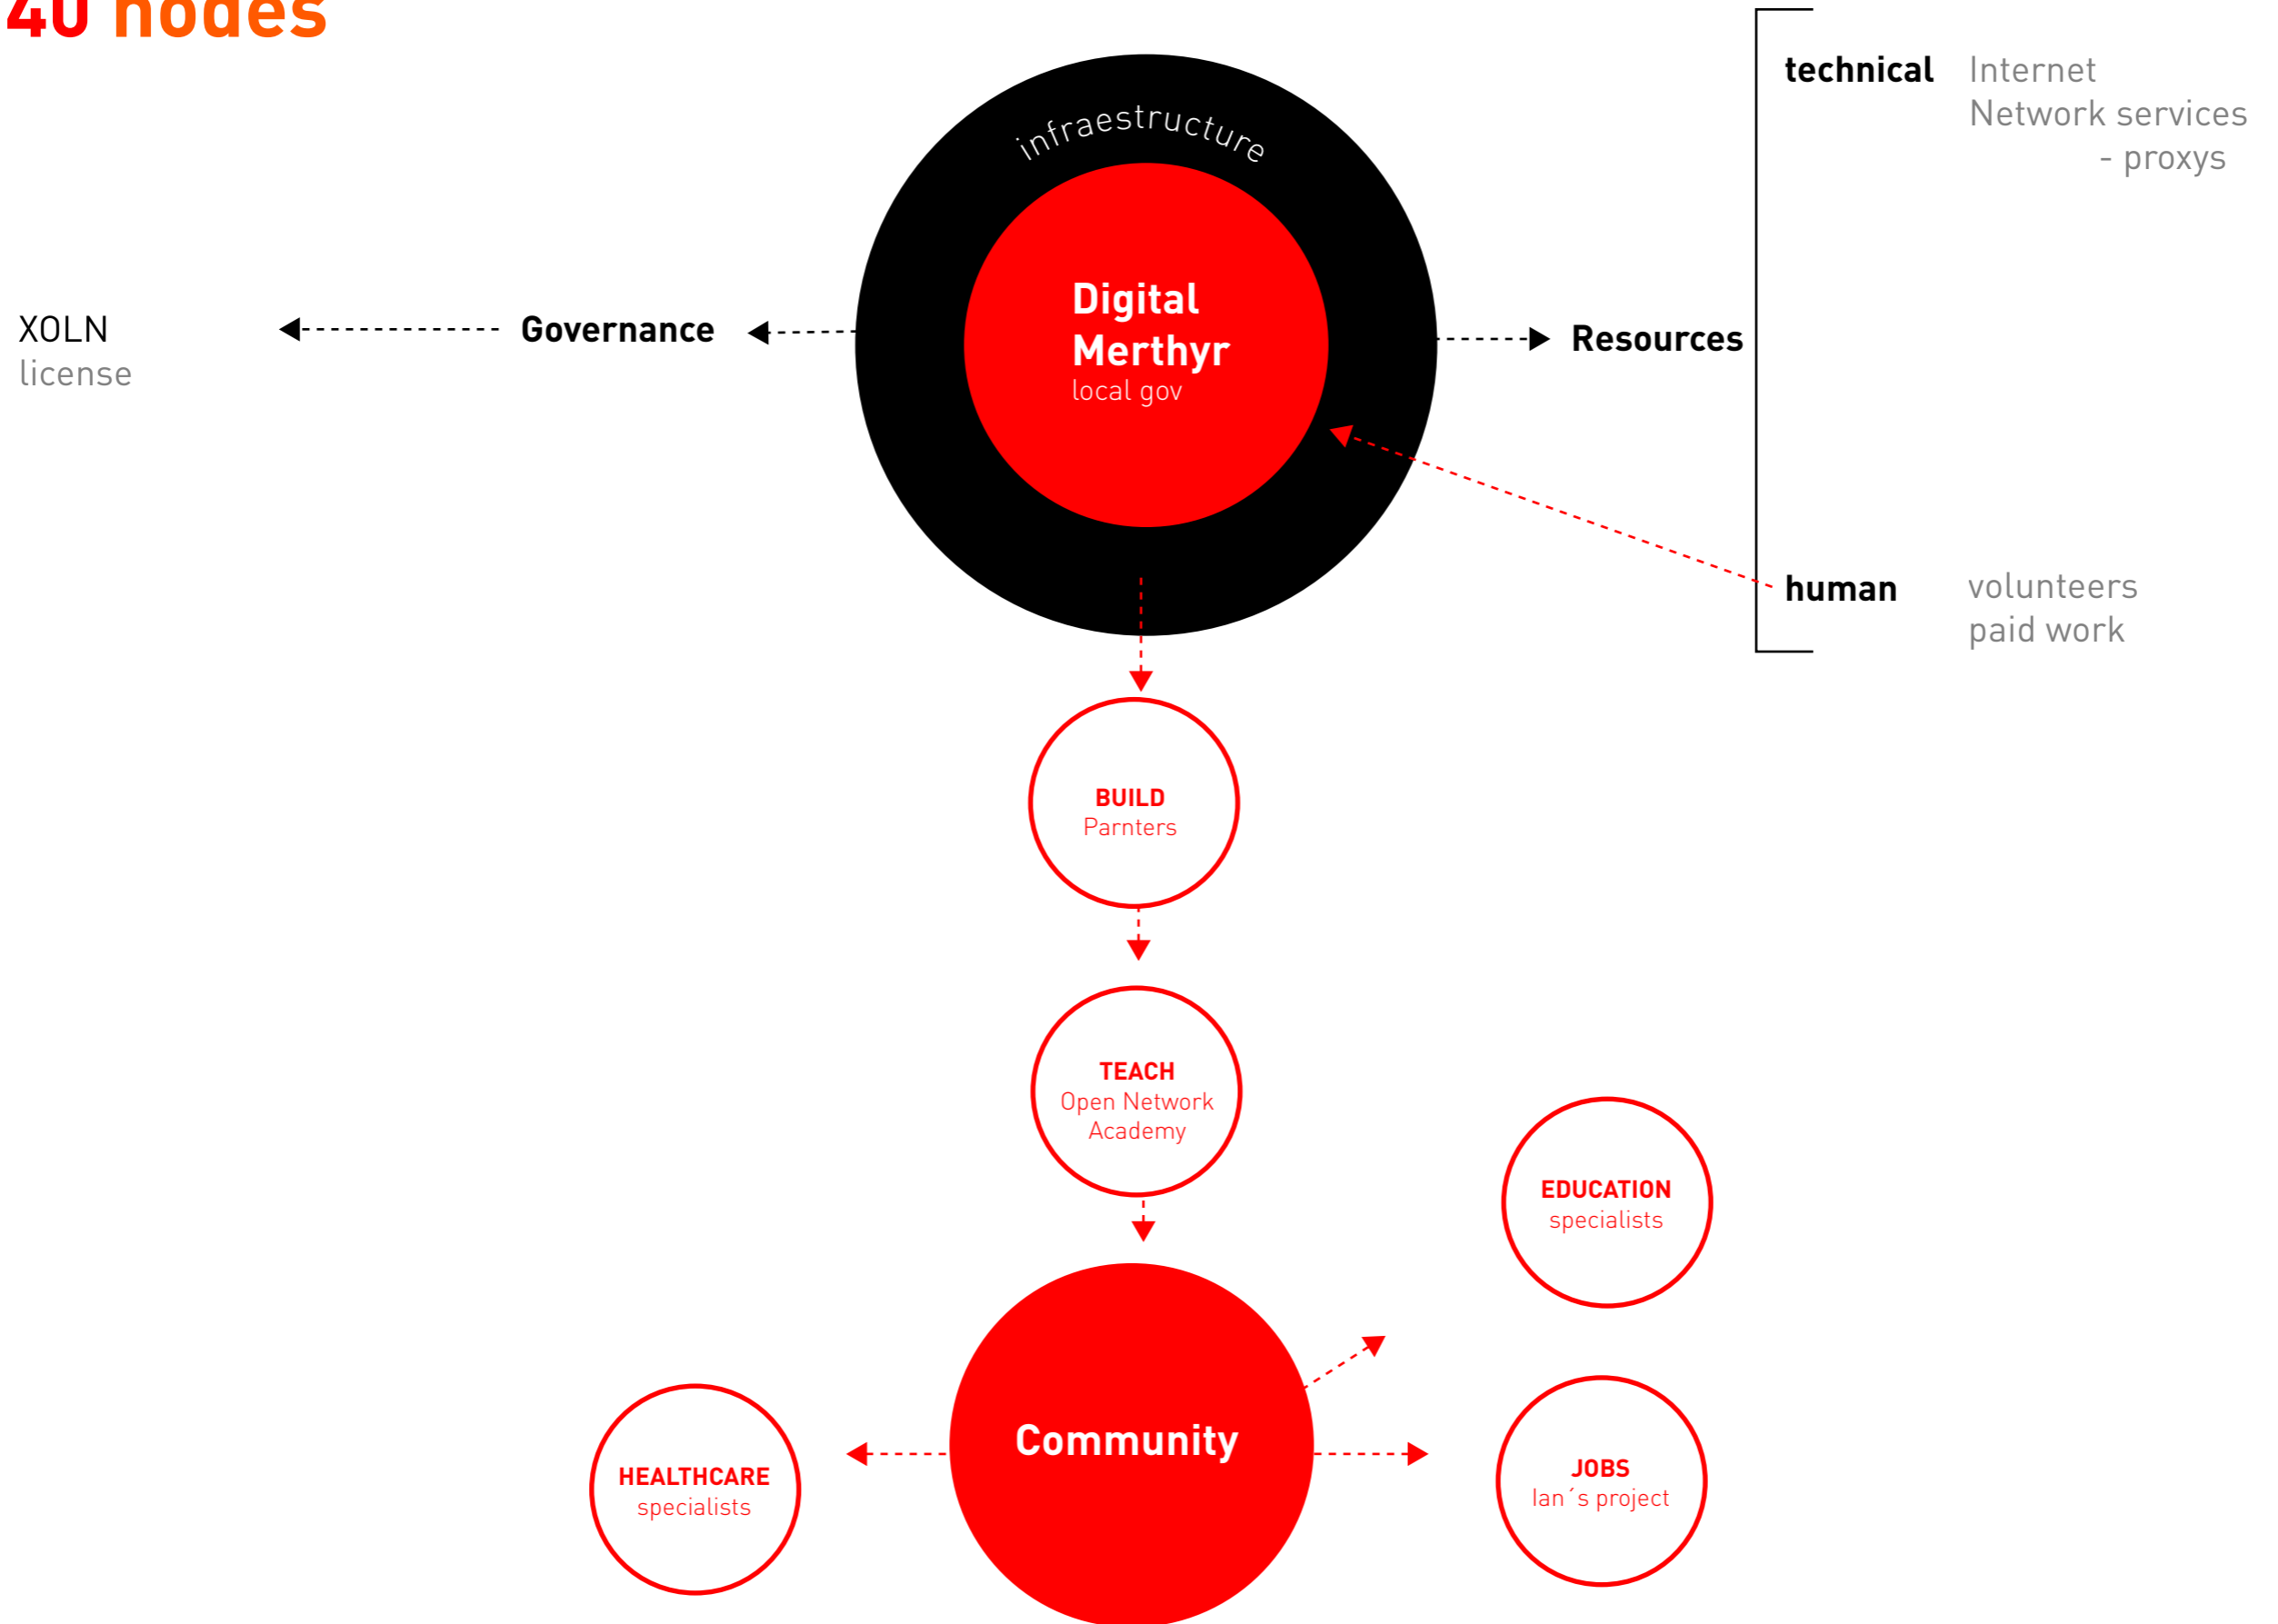 40 nodes
infraestructure
technical Internet
Network services
- proxys
Digital
Merthyr
local gov
XOLN
license
Governance
Resources
human volunteers
paid work
BUILD
Parnters
TEACH
Open Network
Academy
EDUCATION
specialists
Community
HEALTHCARE
specialists
JOBS
Ian´s project